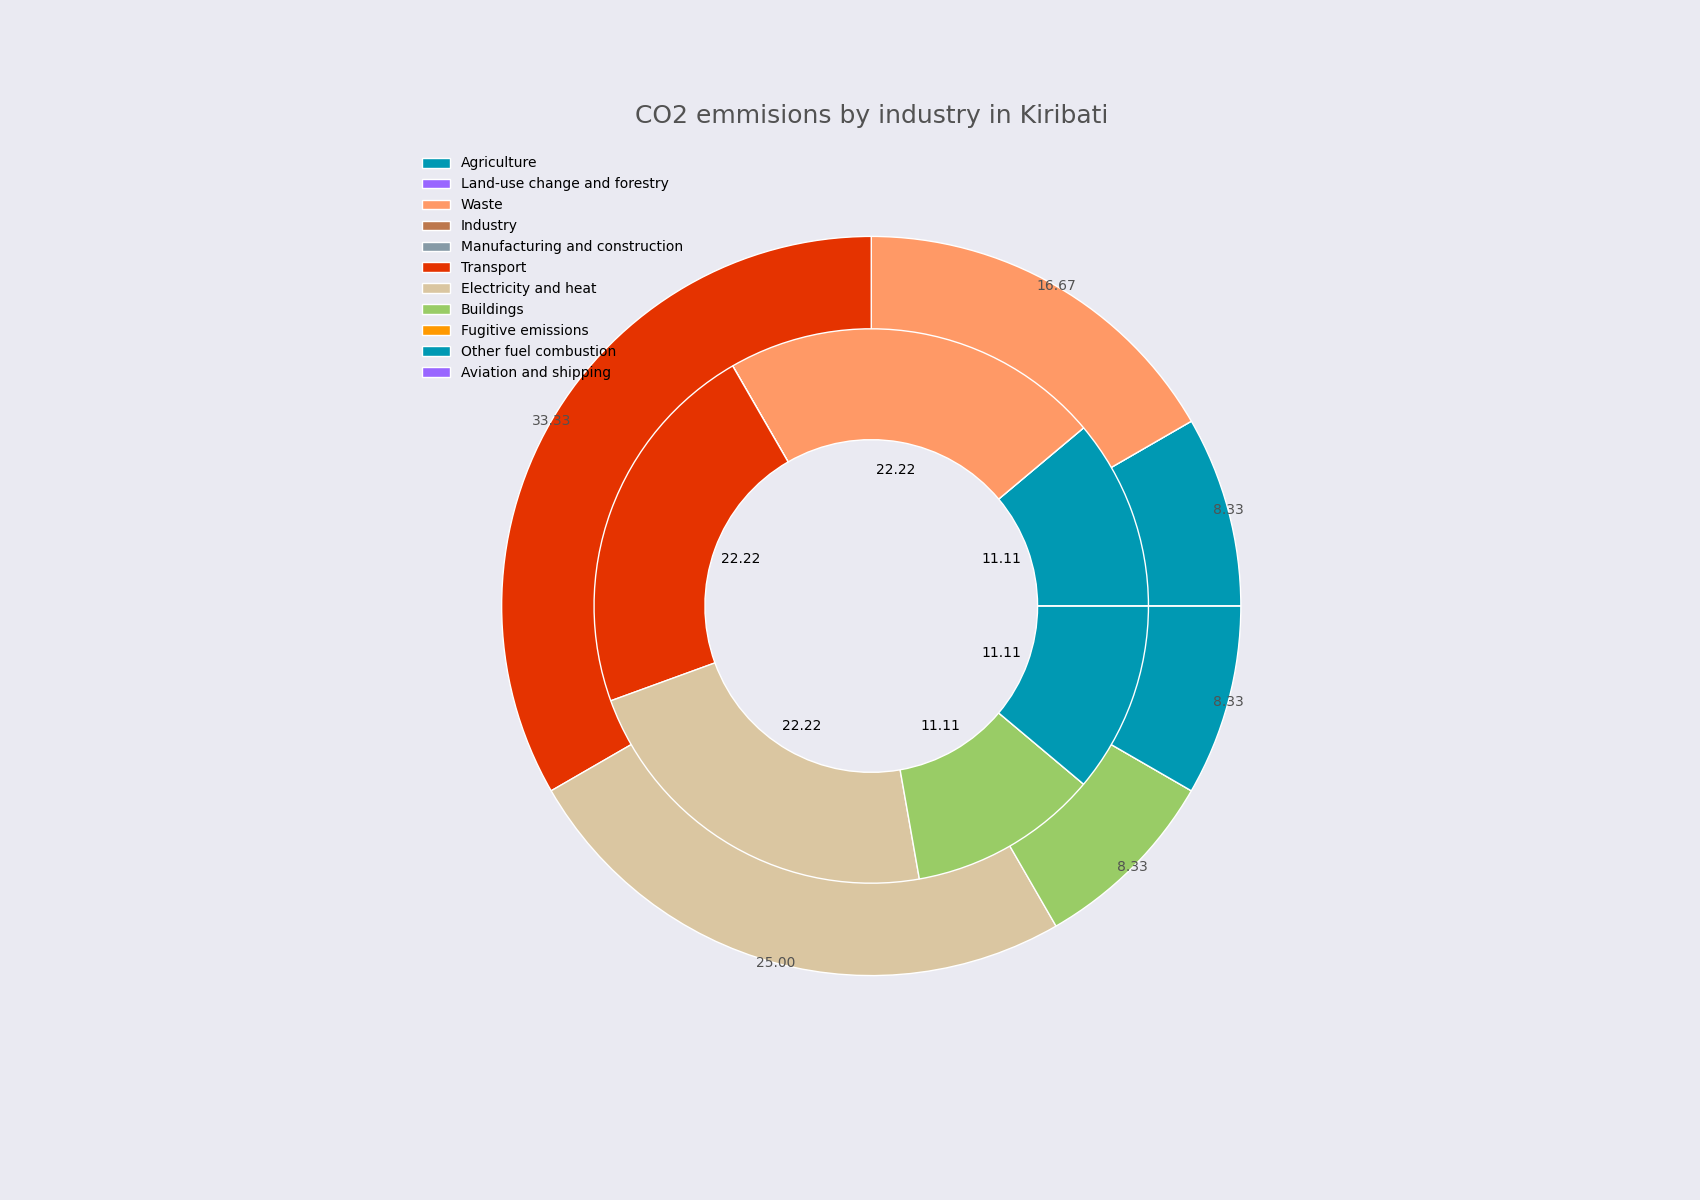 CO2 emmisions by industry in Kiribati
Agriculture
Land-use change and forestry
Waste
Industry
Manufacturing and construction
Transport
Electricity and heat
Buildings
Fugitive emissions
Other fuel combustion
Aviation and shipping
16.67
33.33
22.22
8.33
22.22
11.11
11.11
8.33
22.22
11.11
8.33
25.00